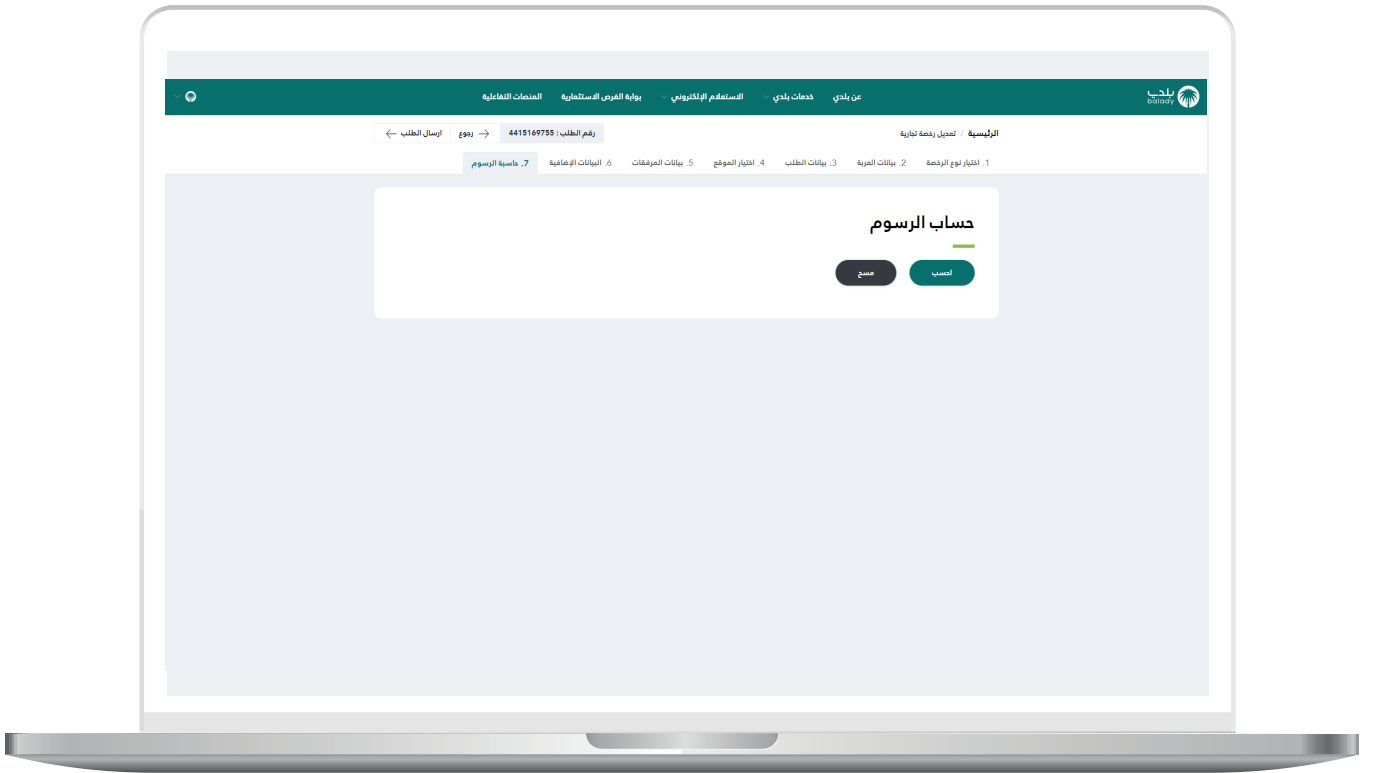 بلدي
balady
عن بلدي خدمات بلدي الاستعلام الإلكتروني بوابة الفرص الاستثمارية المنصات التفاعلية
الرئيسية / تعديل رخصة تجارية
رقم الطلب : 4415169755 رجوع ارسال الطلب
1. اختيار نوع الرخصة 2. بيانات العربة 3. بيانات الطلب 4. اختيار الموقع 5. بيانات المرفقات 6. البيانات الإضافية 7. حاسبة الرسوم
حساب الرسوم
احسب مسح